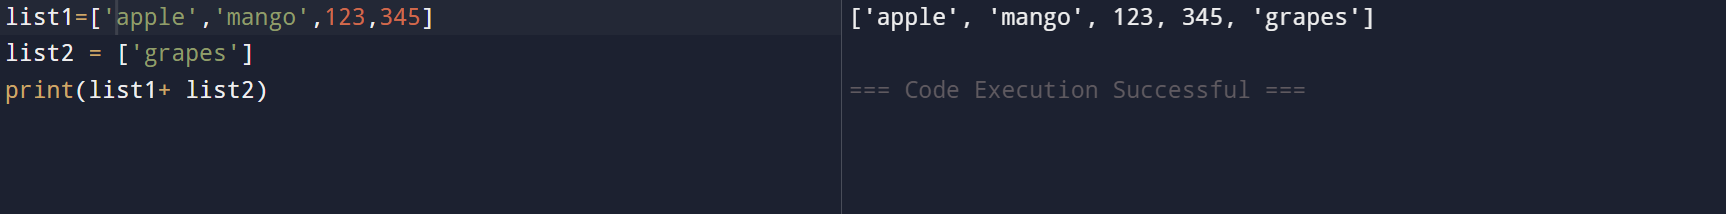 list1=['apple','mango',123,345]
list2 = ['grapes']
print(list1+ list2)
['apple', 'mango', 123, 345, 'grapes']
=== Code Execution Successful ===